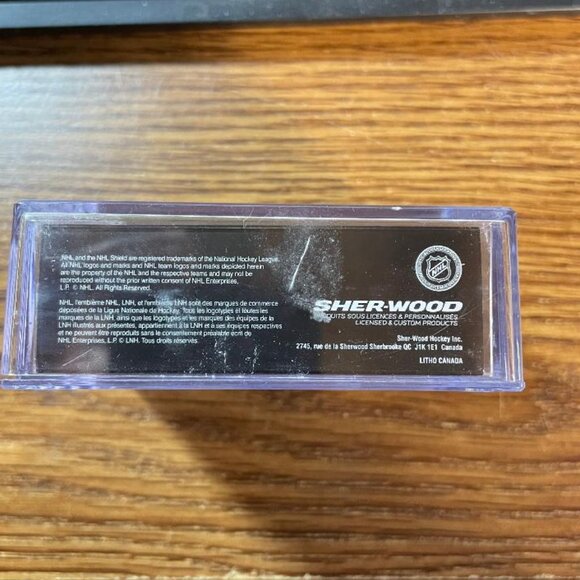 NHL and the NHL Shield are registered trademarks of the National Hockey League.
All NHL logos and marks and NHL team logos and marks depicted herein
are the property of the NHL and the respective teams and may not be
reproduced without the prior written consent of NHL Enterprises,
L.P. © NHL. All Rights Reserved.
NHL, l'emblème NHL, LNH, et l'emblème LNH sont des marques de commerce
déposées de la Ligue Nationale de Hockey. Tous les logotypes et toutes les
marques de la LNH, ainsi que les logotypes et les marques des équipes de la
LNH illustrés aux présentes, appartiennent à la LNH et à ses équipes respectives
et ne peuvent être reproduits sans le consentement préalable écrit de
NHL Enterprises, L.P. © LNH. Tous droits réservés.
NHL
SHER-WOOD
PRODUITS SOUS LICENCES & PERSONNALISÉS
LICENSED & CUSTOM PRODUCTS
Sher-Wood Hockey Inc.
2745, rue de la Sherwood Sherbrooke QC J1K 1E1 Canada
LITHO CANADA